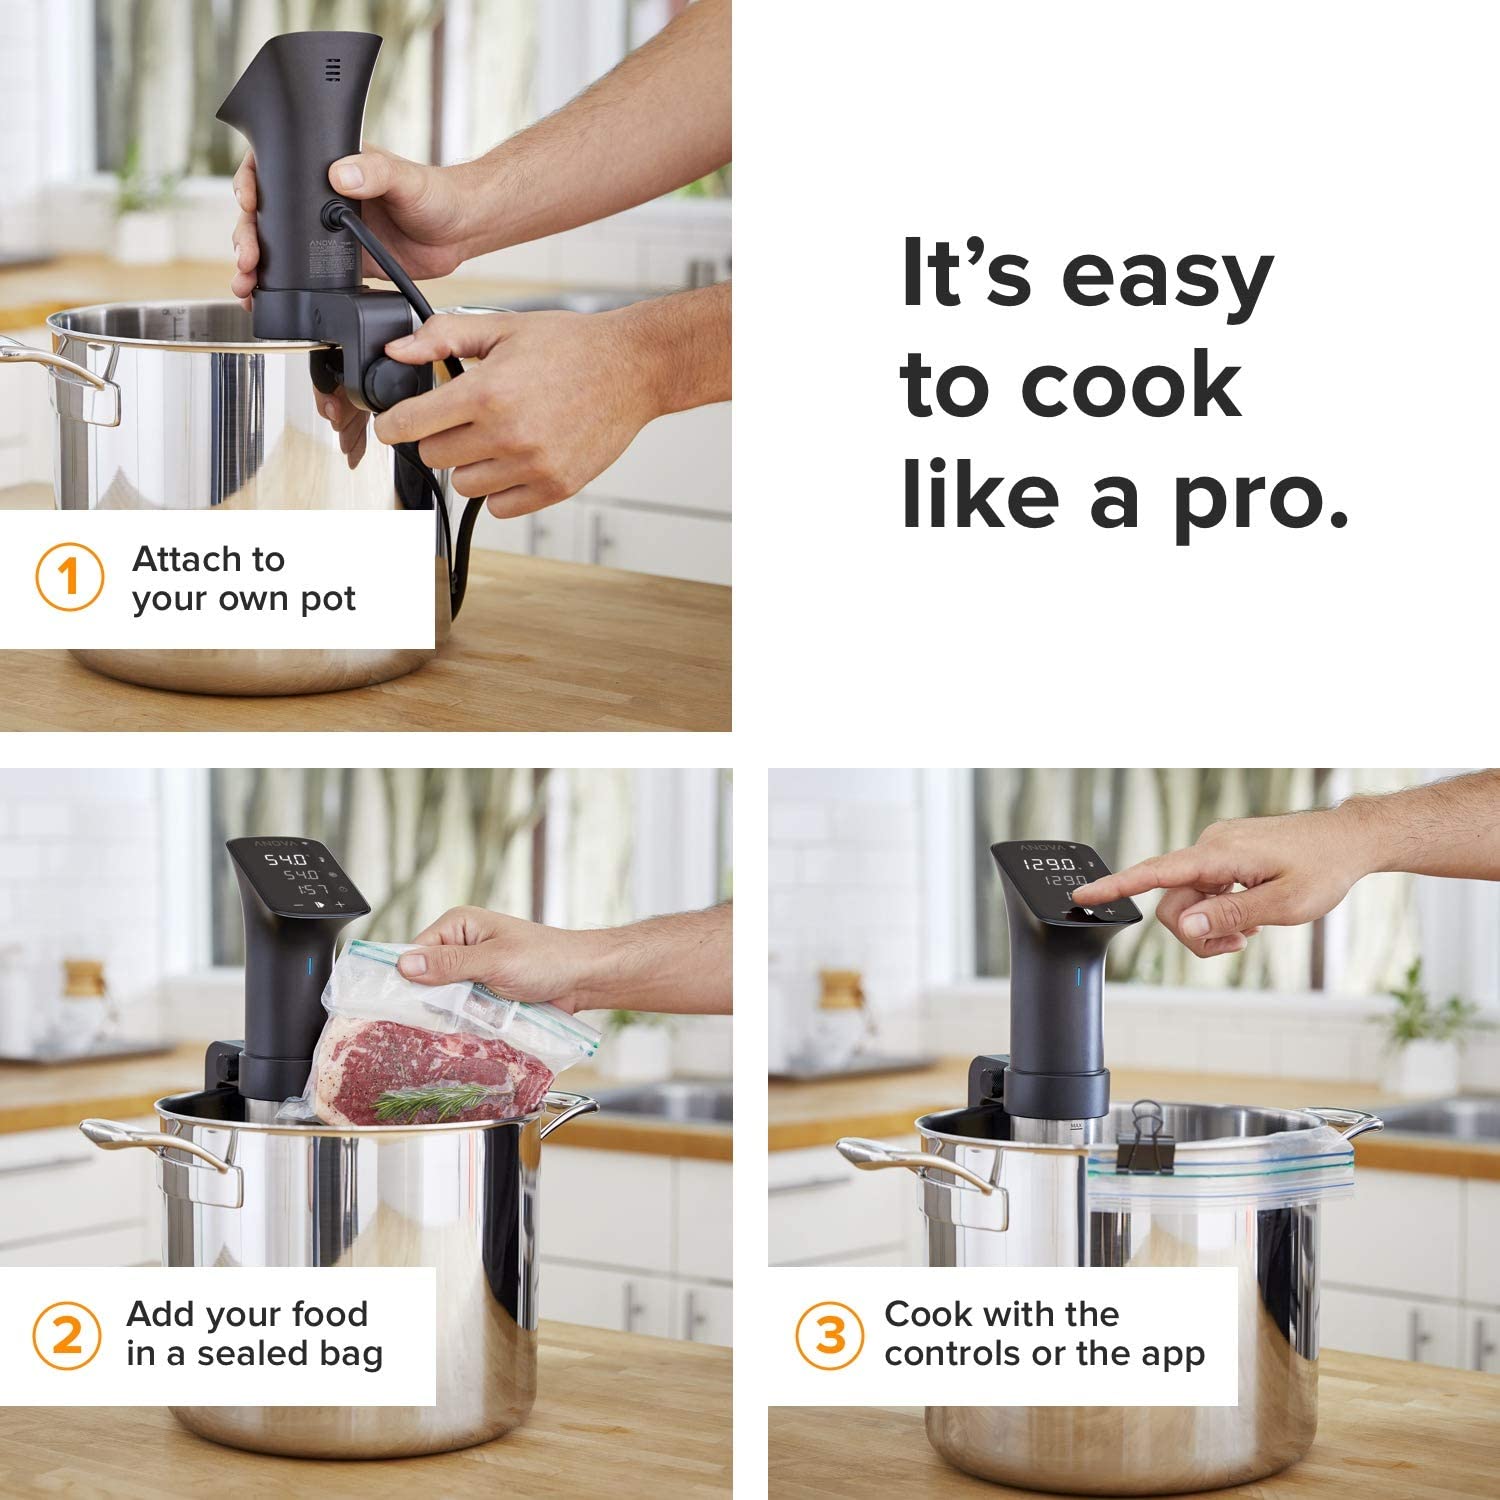 ANOVA
1
Attach to
your own pot
It's easy
to cook
like a pro.
ANOVA
54.0
54.0
1:57
2
Add your food
in a sealed bag
ANOVA
129.0
129.0
MAX
3
Cook with the
controls or the app